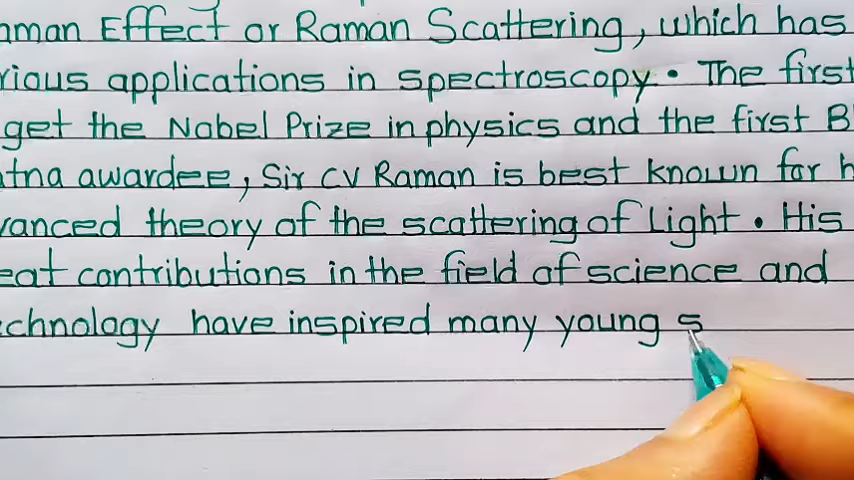 aman Effect or Raman Scattering, which has
rious applications in spectroscopy. The first
get the Nobel Prize in physics and the first B
tna awardee, Sir CV Raman is best known for h
vanced theory of the scattering of Light. His
eat contributions in the field of science and
chnology have inspired many young s